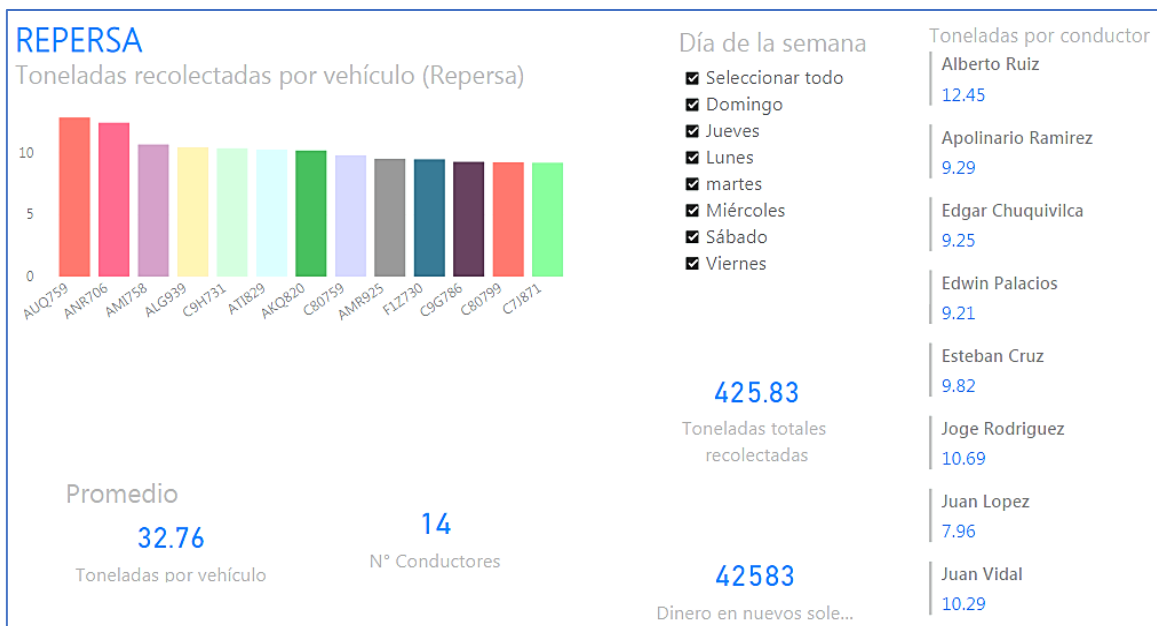 REPERSA
Toneladas recolectadas por vehículo (Repersa)
10
5
0
AUQ759
ANR706
AMI758
ALG939
C9H731
ATI829
AKQ820
C80759
AMR925
F1Z730
C9G786
C80799
C7J871
Promedio
32.76
Toneladas por vehículo
14
N° Conductores
Día de la semana
Seleccionar todo
Domingo
Jueves
Lunes
martes
Miércoles
Sábado
Viernes
425.83
Toneladas totales
recolectadas
42583
Dinero en nuevos sole...
Toneladas por conductor
Alberto Ruiz
12.45
Apolinario Ramirez
9.29
Edgar Chuquivilca
9.25
Edwin Palacios
9.21
Esteban Cruz
9.82
Joge Rodriguez
10.69
Juan Lopez
7.96
Juan Vidal
10.29